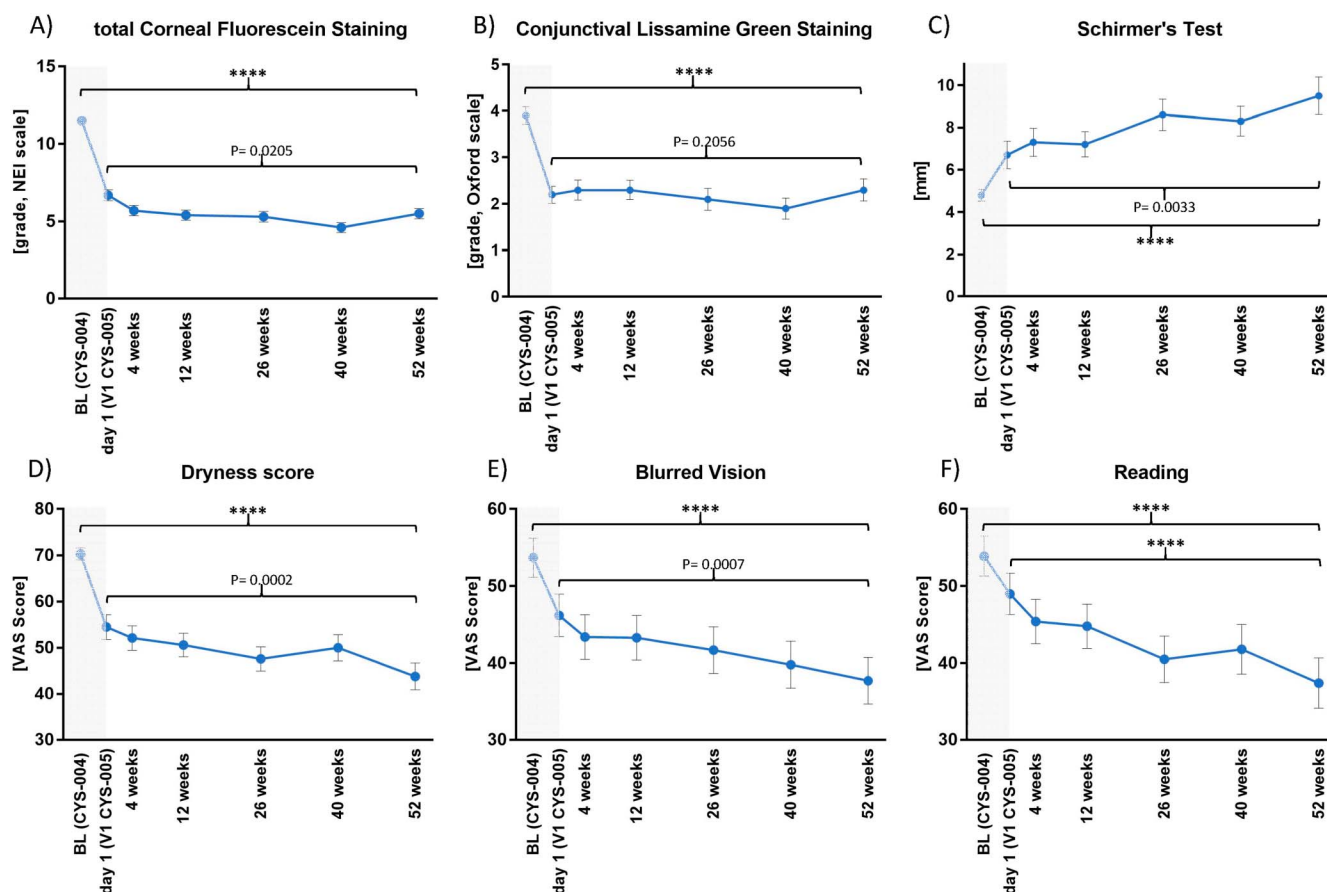 A) total Corneal Fluorescein Staining
[grade, NEI scale]
15
10
5
0
****
P= 0.0205
BL (CYS-004)
day 1 (V1 CYS-005)
4 weeks
12 weeks
26 weeks
40 weeks
52 weeks
B) Conjunctival Lissamine Green Staining
[grade, Oxford scale]
5
4
3
2
1
0
****
P= 0.2056
BL (CYS-004)
day 1 (V1 CYS-005)
4 weeks
12 weeks
26 weeks
40 weeks
52 weeks
C) Schirmer's Test
[mm]
10
8
6
4
2
0
P= 0.0033
****
BL (CYS-004)
day 1 (V1 CYS-005)
4 weeks
12 weeks
26 weeks
40 weeks
52 weeks
D) Dryness score
[VAS Score]
80
70
60
50
40
30
****
P= 0.0002
BL (CYS-004)
day 1 (V1 CYS-005)
4 weeks
12 weeks
26 weeks
40 weeks
52 weeks
E) Blurred Vision
[VAS Score]
60
50
40
30
****
P= 0.0007
BL (CYS-004)
day 1 (V1 CYS-005)
4 weeks
12 weeks
26 weeks
40 weeks
52 weeks
F) Reading
[VAS Score]
60
50
40
30
****
****
BL (CYS-004)
day 1 (V1 CYS-005)
4 weeks
12 weeks
26 weeks
40 weeks
52 weeks